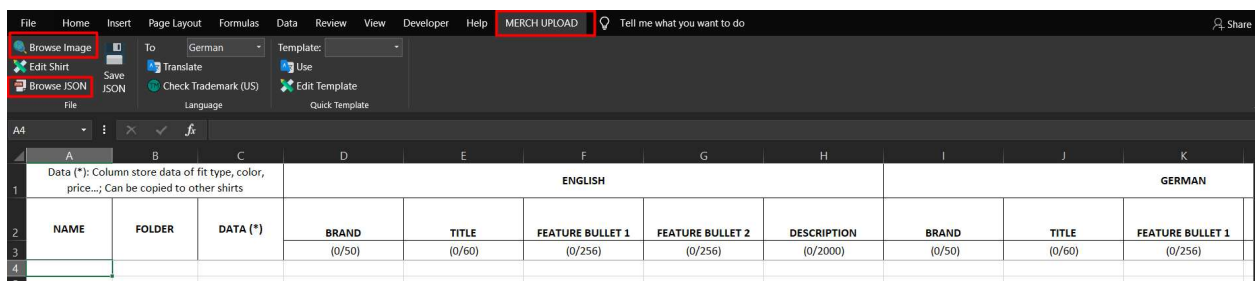 File Home Insert Page Layout Formulas Data Review View Developer Help MERCH UPLOAD Tell me what you want to do Share
Browse Image To German Template:
Edit Shirt Save JSON Translate Use
Browse JSON Check Trademark (US) Edit Template
File Language Quick Template
A4 fx
A B C D E F G H I J K
1 Data (*): Column store data of fit type, color, price...; Can be copied to other shirts ENGLISH GERMAN
2 NAME FOLDER DATA (*) BRAND TITLE FEATURE BULLET 1 FEATURE BULLET 2 DESCRIPTION BRAND TITLE FEATURE BULLET 1
3 (0/50) (0/60) (0/256) (0/256) (0/2000) (0/50) (0/60) (0/256)
4